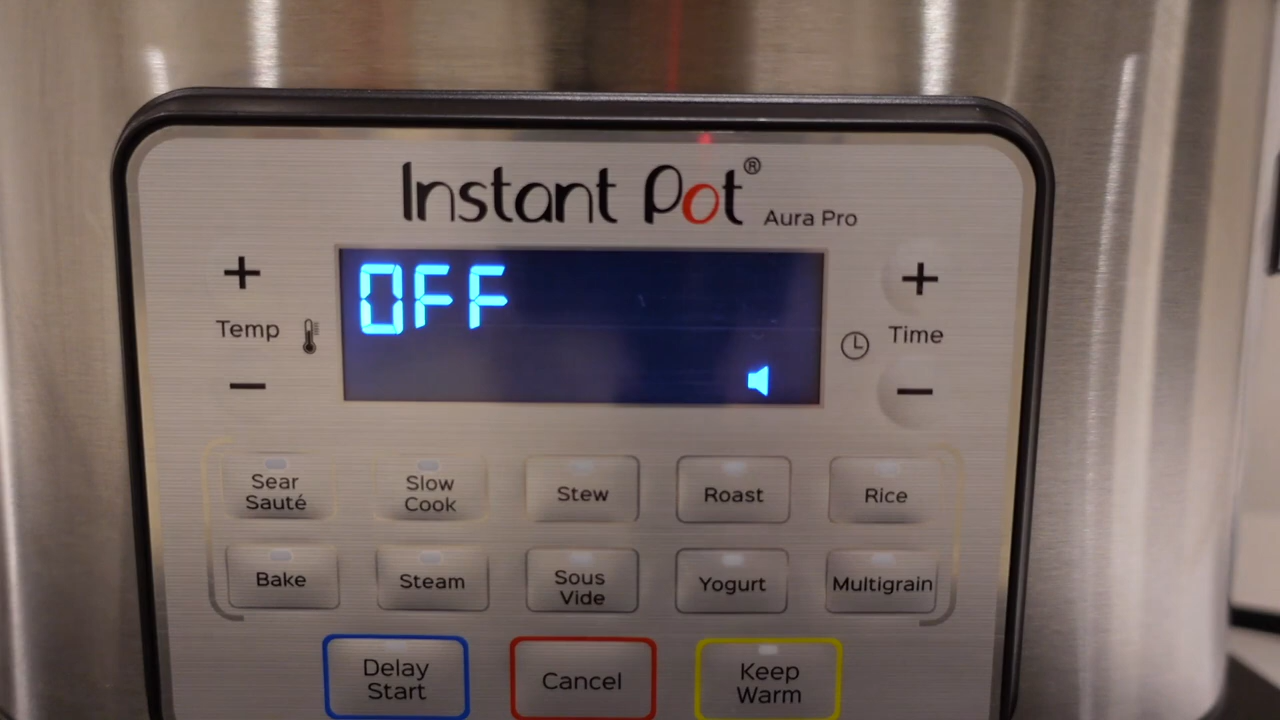 Instant Pot® Aura Pro
OFF
+
Temp
−
+
Time
−
Sear
Sauté
Slow
Cook
Stew
Roast
Rice
Bake
Steam
Sous
Vide
Yogurt
Multigrain
Delay
Start
Cancel
Keep
Warm